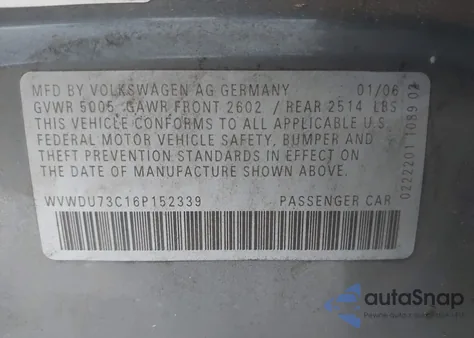 MFD BY VOLKSWAGEN AG GERMANY 01/06
GVWR 5005, GAWR FRONT 2602 / REAR 2514 LBS
THIS VEHICLE CONFORMS TO ALL APPLICABLE U.S.
FEDERAL MOTOR VEHICLE SAFETY, BUMPER AND
THEFT PREVENTION STANDARDS IN EFFECT ON
THE DATE OF MANUFACTURE SHOWN ABOVE.
WVWDU73C16P152339 PASSENGER CAR
0222201 1089 02
autoSnap